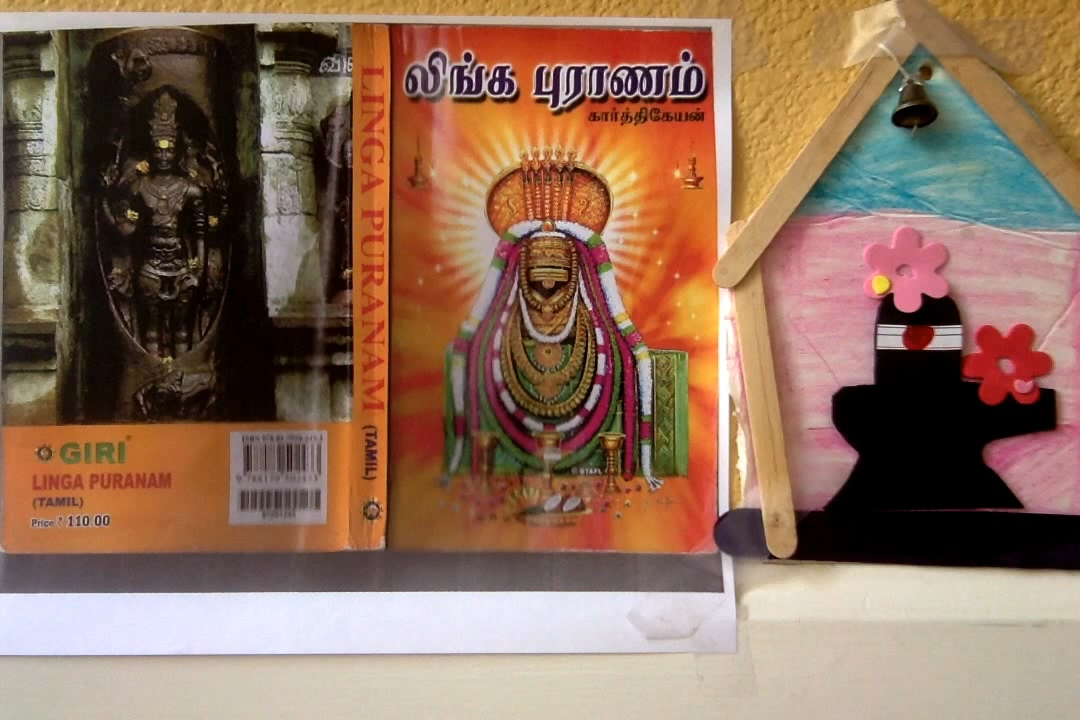 லிங்க புராணம்
கார்த்திகேயன்
LINGA PURANAM (TAMIL)
GIRI
LINGA PURANAM
(TAMIL)
Price ₹ 110.00